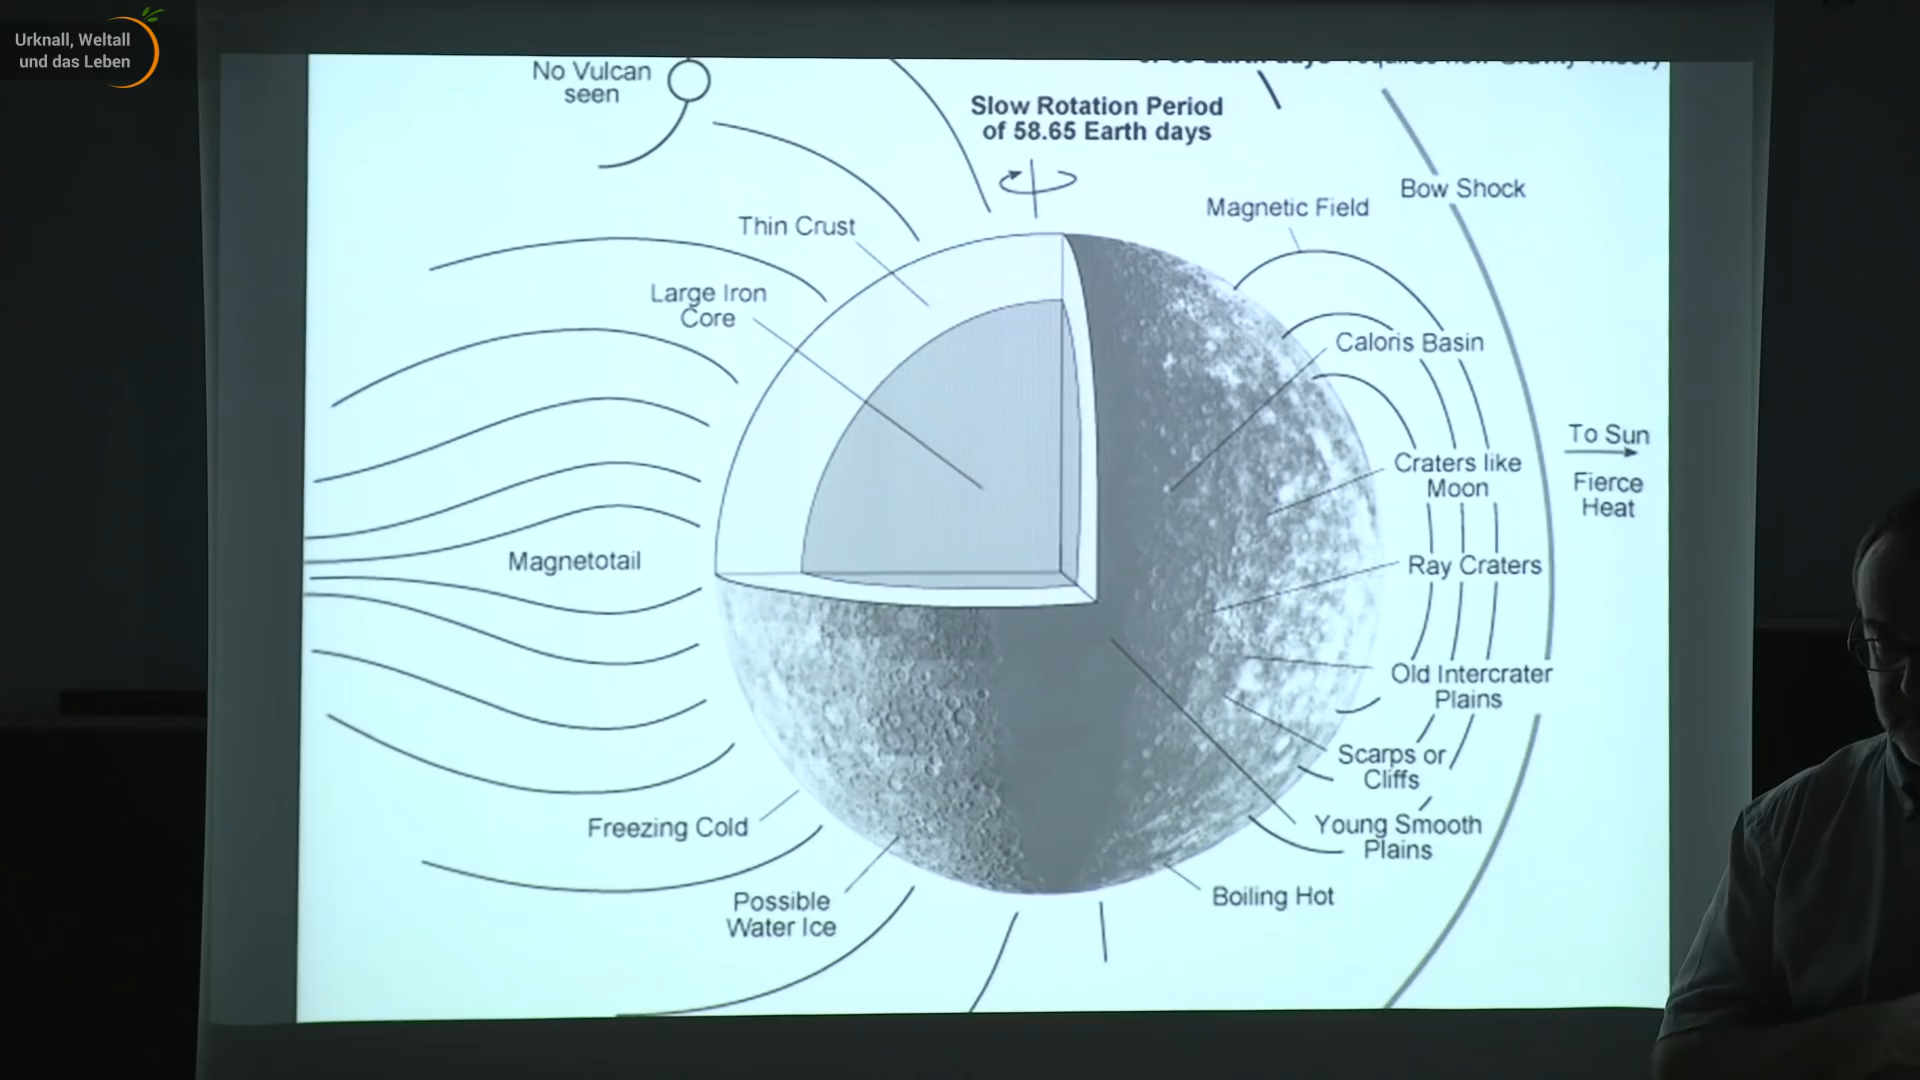 Urknall, Weltall
und das Leben
No Vulcan
seen
Slow Rotation Period
of 58.65 Earth days
Bow Shock
Magnetic Field
Thin Crust
Large Iron
Core
Caloris Basin
To Sun
Fierce
Heat
Craters like
Moon
Magnetotail
Ray Craters
Old Intercrater
Plains
Scarps or
Cliffs
Freezing Cold
Young Smooth
Plains
Boiling Hot
Possible
Water Ice